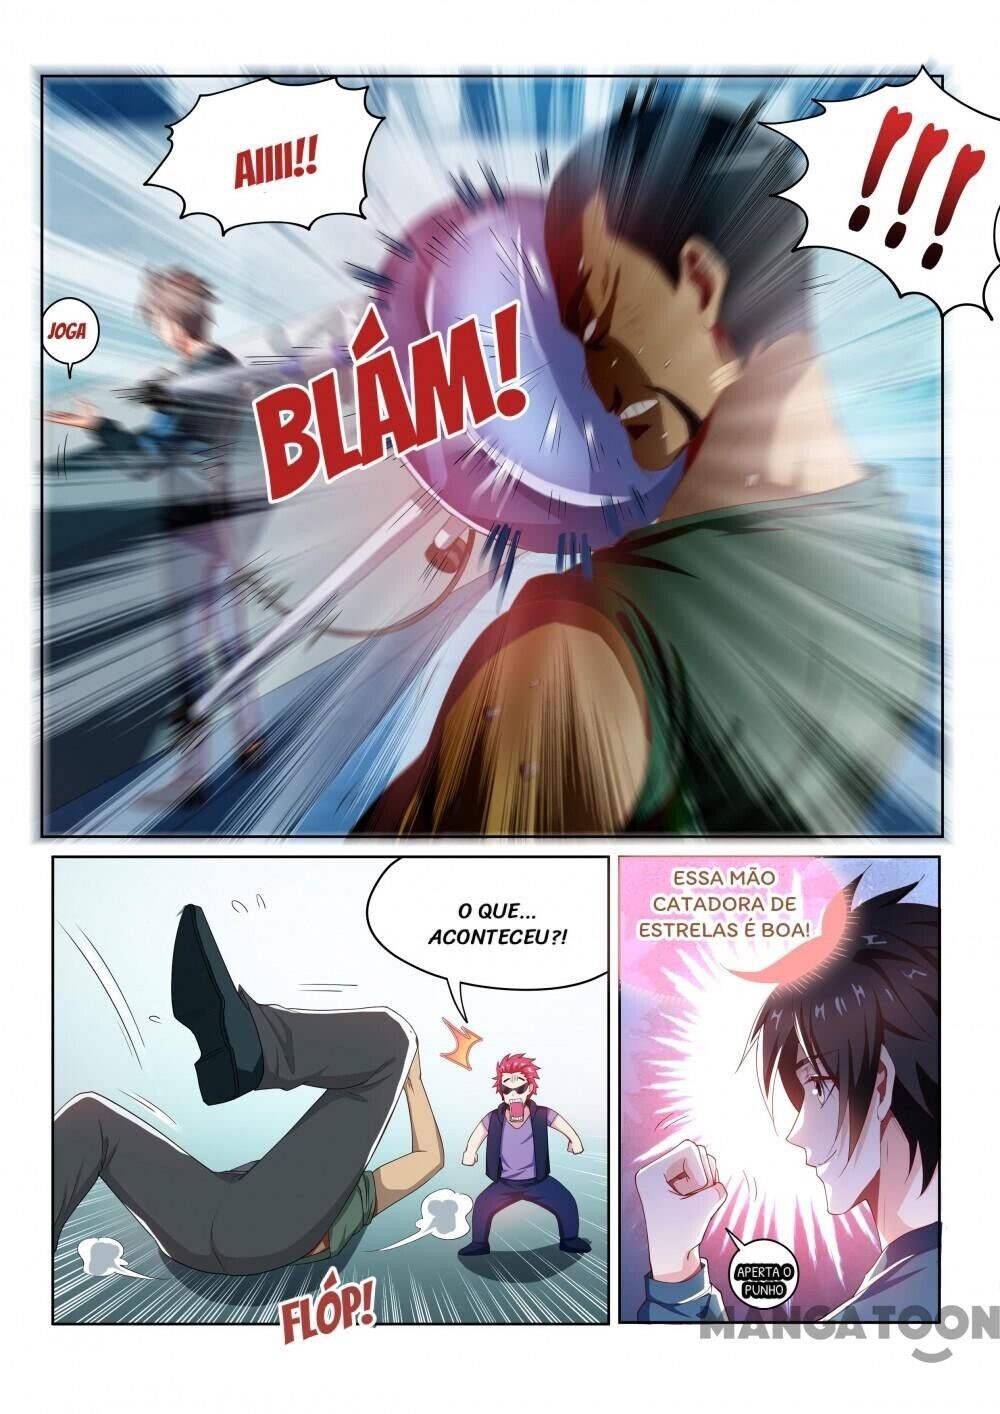 AIIII!!
!!!
JOGA
BLÁM!
O QUE...
ACONTECEU?!
ESSA MÃO
CATADORA DE
ESTRELAS É BOA!
APERTA O
PUNHO
FLÓP!
MANGATOON